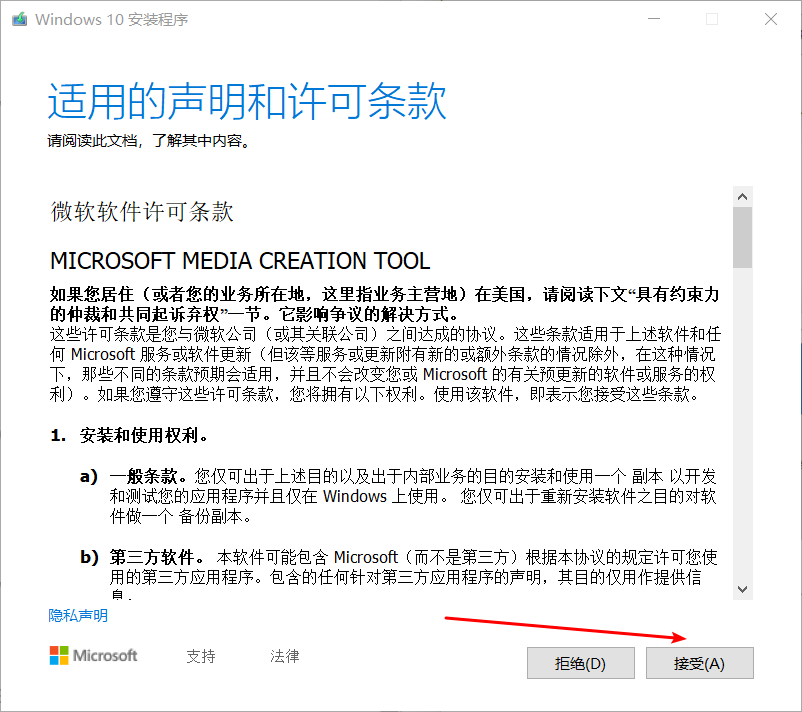 Windows 10 安装程序
适用的声明和许可条款
请阅读此文档，了解其中内容。
微软软件许可条款
MICROSOFT MEDIA CREATION TOOL
如果您居住（或者您的业务所在地，这里指业务主营地）在美国，请阅读下文“具有约束力
的仲裁和共同起诉弃权”一节。它影响争议的解决方式。
这些许可条款是您与微软公司（或其关联公司）之间达成的协议。这些条款适用于上述软件和任
何 Microsoft 服务或软件更新（但该等服务或更新附有新的或额外条款的情况除外，在这种情况
下，那些不同的条款预期会适用，并且不会改变您或 Microsoft 的有关预更新的软件或服务的权
利）。如果您遵守这些许可条款，您将拥有以下权利。使用该软件，即表示您接受这些条款。
1. 安装和使用权利。
a) 一般条款。您仅可出于上述目的以及出于内部业务的目的安装和使用一个 副本 以开发
和测试您的应用程序并且仅在 Windows 上使用。 您仅可出于重新安装软件之目的对软
件做一个 备份副本。
b) 第三方软件。 本软件可能包含 Microsoft（而不是第三方）根据本协议的规定许可您使
用的第三方应用程序。包含的任何针对第三方应用程序的声明，其目的仅用作提供信
息。
隐私声明
Microsoft 支持 法律 拒绝(D) 接受(A)